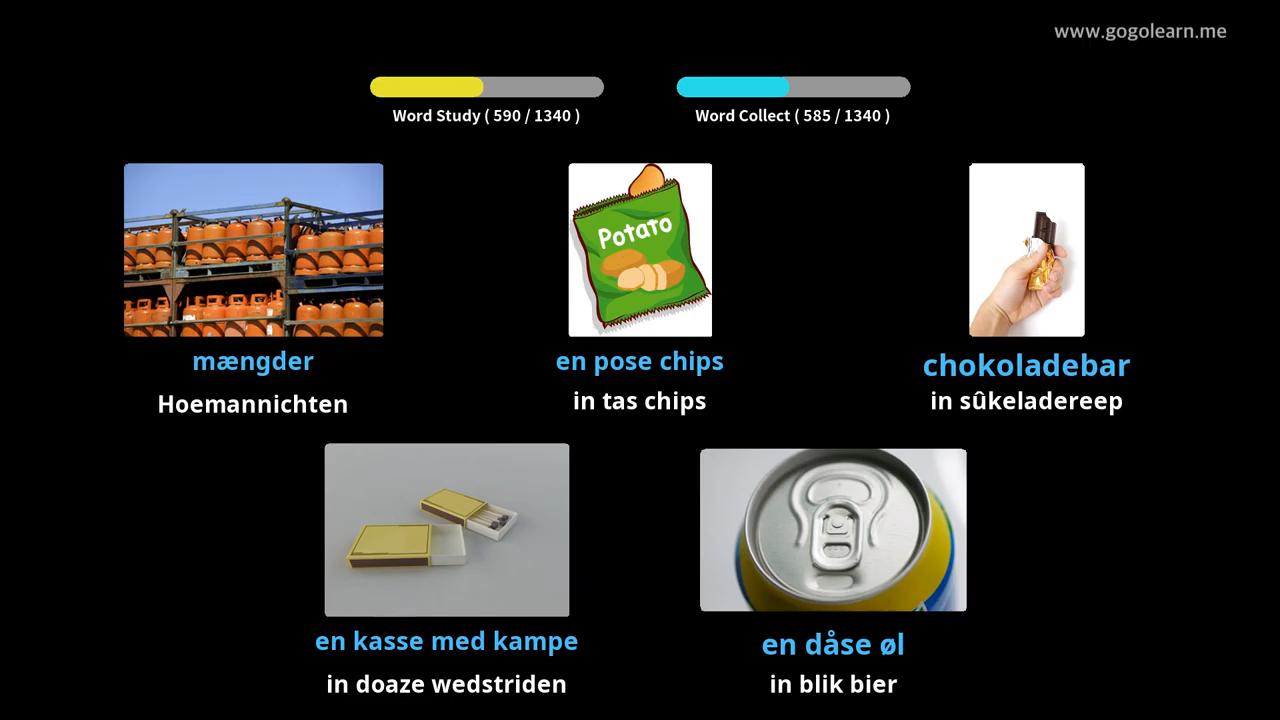 www.gogolearn.me
Word Study ( 590 / 1340 )
Word Collect ( 585 / 1340 )
Potato
mængder
Hoemannichten
en pose chips
in tas chips
chokoladebar
in sûkeladereep
en kasse med kampe
in doaze wedstriden
en dåse øl
in blik bier